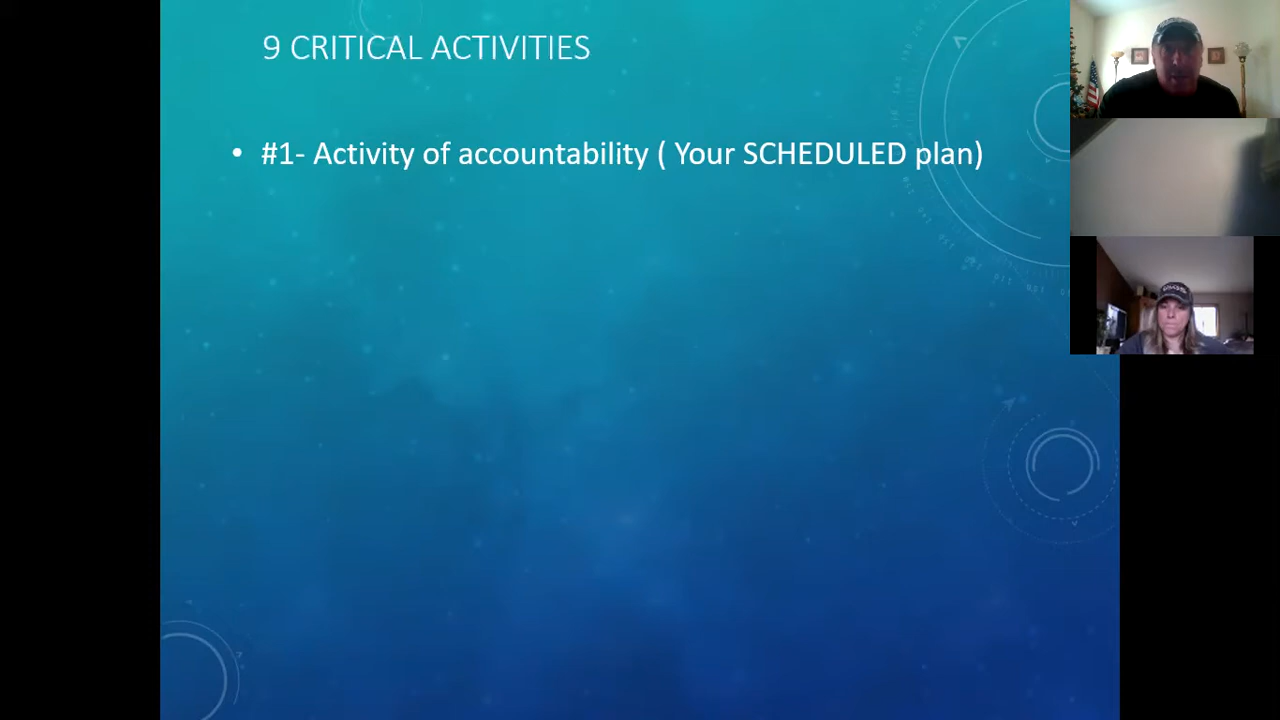 9 CRITICAL ACTIVITIES
• #1- Activity of accountability ( Your SCHEDULED plan)